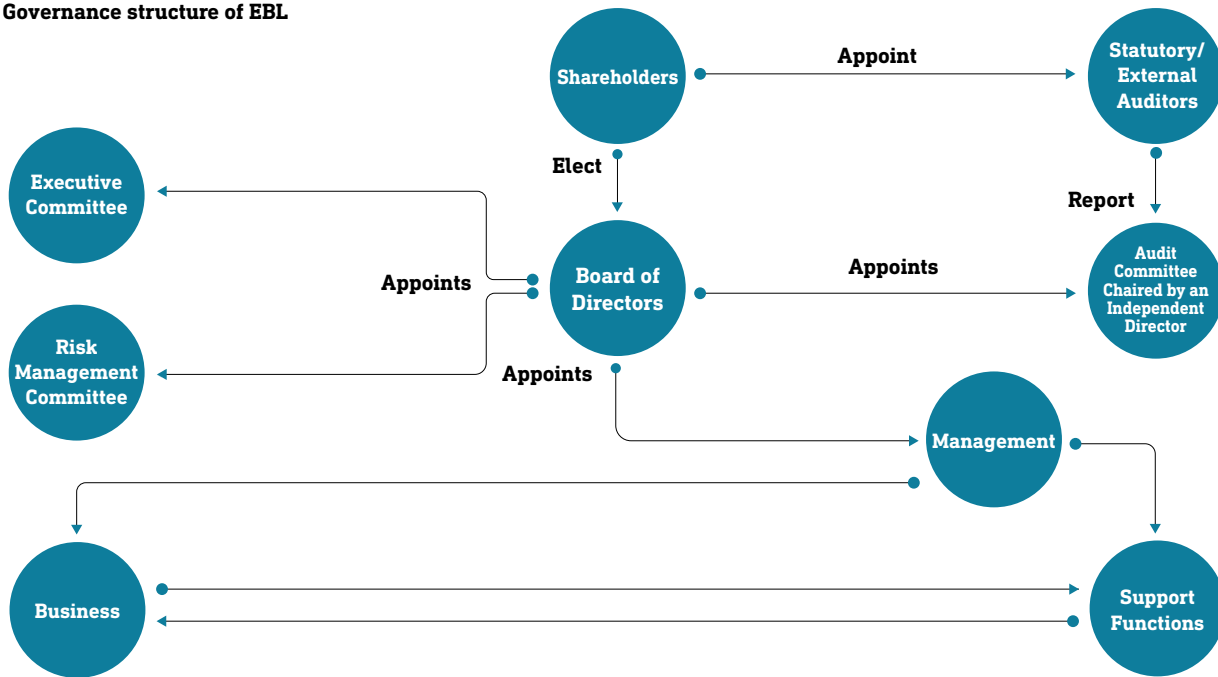 Governance structure of EBL
Shareholders
Appoint
Statutory/
External
Auditors
Elect
Report
Executive
Committee
Appoints
Board of
Directors
Appoints
Audit
Committee
Chaired by an
Independent
Director
Risk
Management
Committee
Appoints
Management
Business
Support
Functions